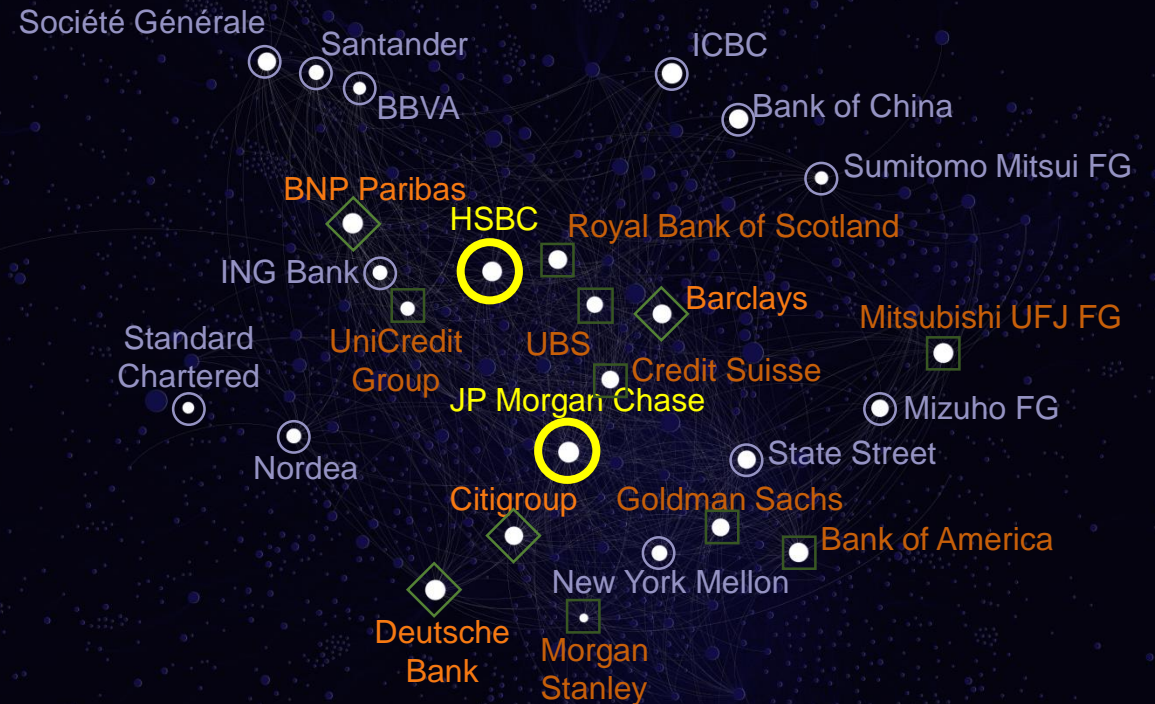 Société Générale
Santander
ICBC
BBVA
Bank of China
Sumitomo Mitsui FG
BNP Paribas
HSBC
Royal Bank of Scotland
ING Bank
Barclays
Mitsubishi UFJ FG
Standard
Chartered
UniCredit
Group
UBS
Credit Suisse
JP Morgan Chase
Mizuho FG
Nordea
State Street
Citigroup
Goldman Sachs
Bank of America
New York Mellon
Deutsche
Bank
Morgan
Stanley